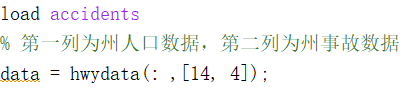 load accidents
% 第一列为州人口数据，第二列为州事故数据
data = hwydata(: ,[14, 4]);